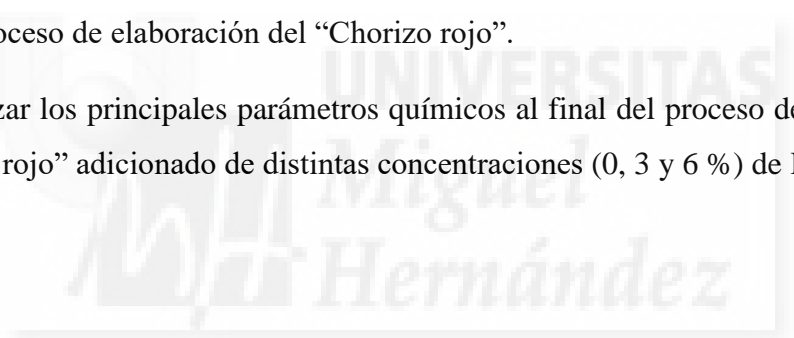 oceso de elaboración del “Chorizo rojo”.
UNIVERSITAS
zar los principales parámetros químicos al final del proceso de
rojo” adicionado de distintas concentraciones (0, 3 y 6 %) de
Miguel
Hernández